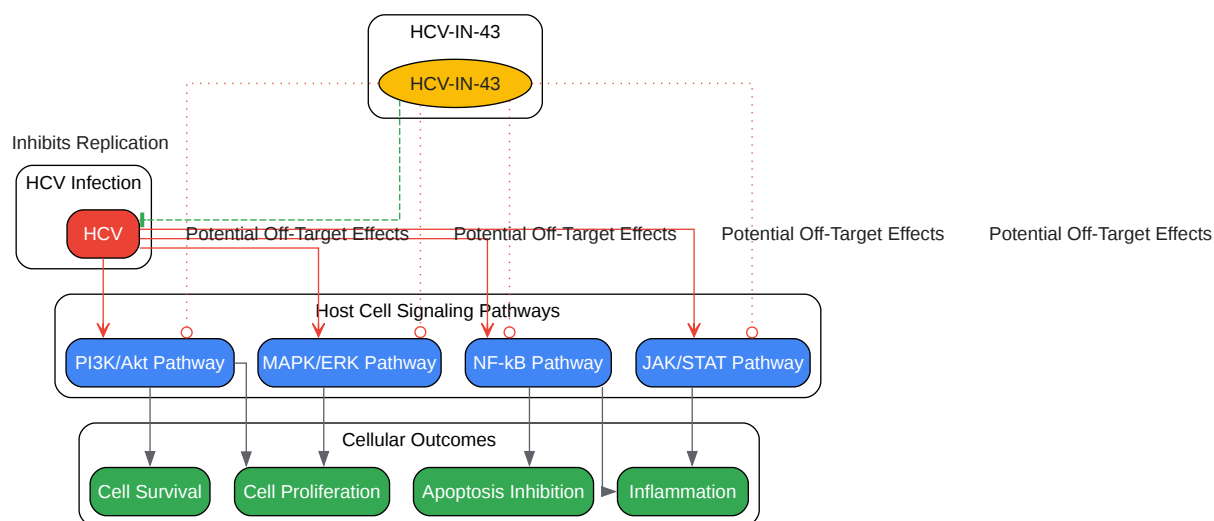 HCV-IN-43
HCV-IN-43
Inhibits Replication
HCV Infection
HCV
Potential Off-Target Effects
Potential Off-Target Effects
Potential Off-Target Effects
Potential Off-Target Effects
Host Cell Signaling Pathways
PI3K/Akt Pathway
MAPK/ERK Pathway
NF-kB Pathway
JAK/STAT Pathway
Cellular Outcomes
Cell Survival
Cell Proliferation
Apoptosis Inhibition
Inflammation